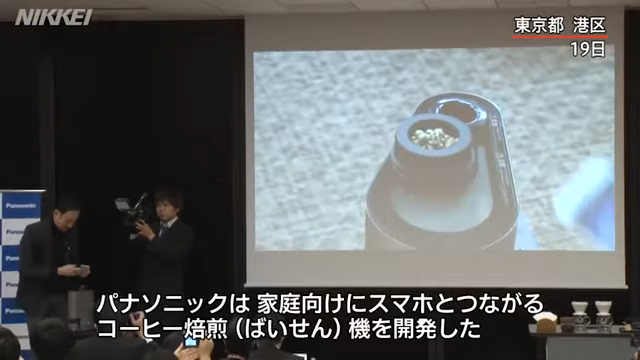 NIKKEI
東京都 港区
19日
Panasonic
パナソニックは 家庭向けにスマホとつながる
コーヒー焙煎（ばいせん）機を開発した